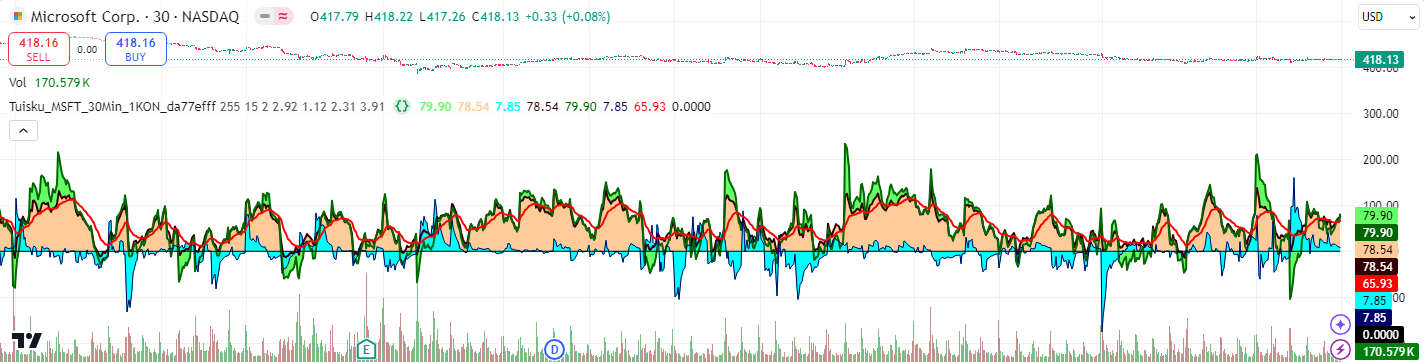 Microsoft Corp. · 30 · NASDAQ O417.79 H418.22 L417.26 C418.13 +0.33 (+0.08%)
USD
418.16 0.00 418.16
SELL BUY
418.13
Vol 170.579 K
Tuisku_MSFT_30Min_1KON_da77efff 255 15 2 2.92 1.12 2.31 3.91 {} 79.90 78.54 7.85 78.54 79.90 7.85 65.93 0.0000
300.00
200.00
79.90
79.90
78.54
78.54
65.93
7.85
7.85
0.0000
170.579 K
E D